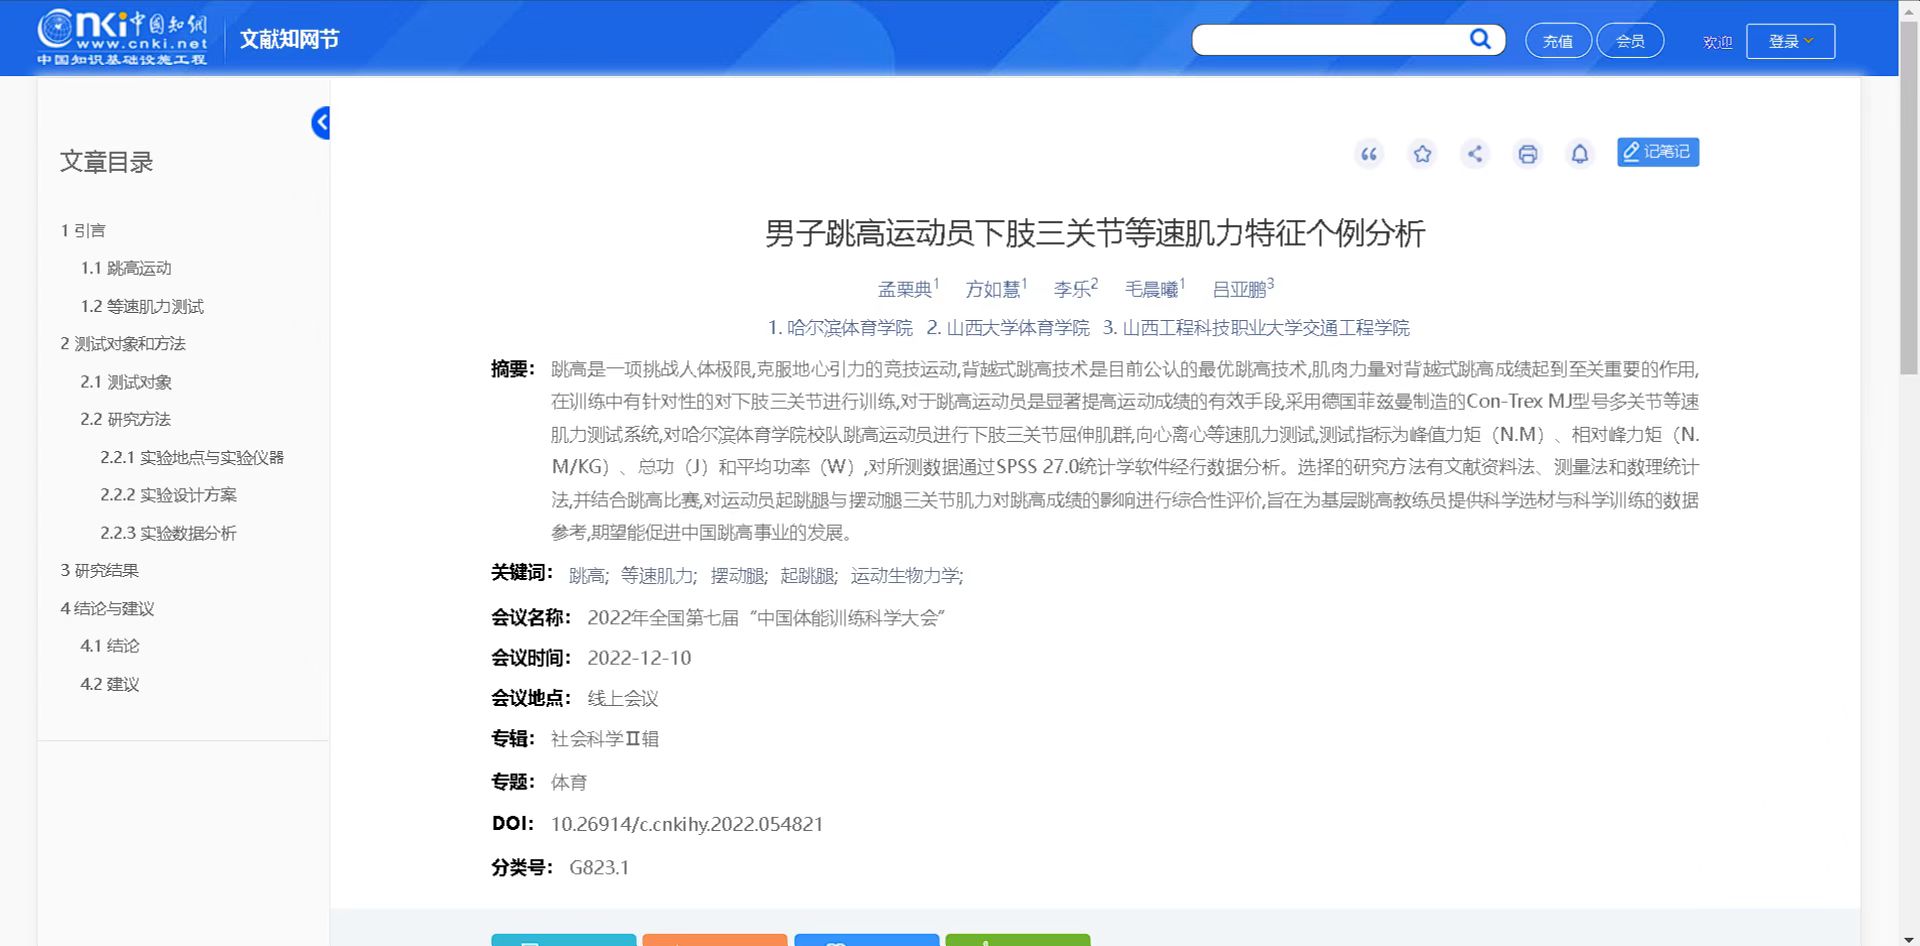 cnki中国知网
www.cnki.net
中国知识基础设施工程
文献知网节
充值
会员
欢迎
登录
文章目录
1 引言
1.1 跳高运动
1.2 等速肌力测试
2 测试对象和方法
2.1 测试对象
2.2 研究方法
2.2.1 实验地点与实验仪器
2.2.2 实验设计方案
2.2.3 实验数据分析
3 研究结果
4 结论与建议
4.1 结论
4.2 建议
记笔记
男子跳高运动员下肢三关节等速肌力特征个例分析
孟栗典1 方如慧1 李乐2 毛晨曦1 吕亚鹏3
1. 哈尔滨体育学院 2. 山西大学体育学院 3. 山西工程科技职业大学交通工程学院
摘要： 跳高是一项挑战人体极限,克服地心引力的竞技运动,背越式跳高技术是目前公认的最优跳高技术,肌肉力量对背越式跳高成绩起到至关重要的作用,
在训练中有针对性的对下肢三关节进行训练,对于跳高运动员是显著提高运动成绩的有效手段,采用德国菲兹曼制造的Con-Trex MJ型号多关节等速
肌力测试系统,对哈尔滨体育学院校队跳高运动员进行下肢三关节屈伸肌群,向心离心等速肌力测试,测试指标为峰值力矩（N.M）、相对峰力矩（N.
M/KG）、总功（J）和平均功率（W）,对所测数据通过SPSS 27.0统计学软件经行数据分析。选择的研究方法有文献资料法、测量法和数理统计
法,并结合跳高比赛,对运动员起跳腿与摆动腿三关节肌力对跳高成绩的影响进行综合性评价,旨在为基层跳高教练员提供科学选材与科学训练的数据
参考,期望能促进中国跳高事业的发展。
关键词： 跳高; 等速肌力; 摆动腿; 起跳腿; 运动生物力学;
会议名称： 2022年全国第七届“中国体能训练科学大会”
会议时间： 2022-12-10
会议地点： 线上会议
专辑： 社会科学Ⅱ辑
专题： 体育
DOI： 10.26914/c.cnkihy.2022.054821
分类号： G823.1